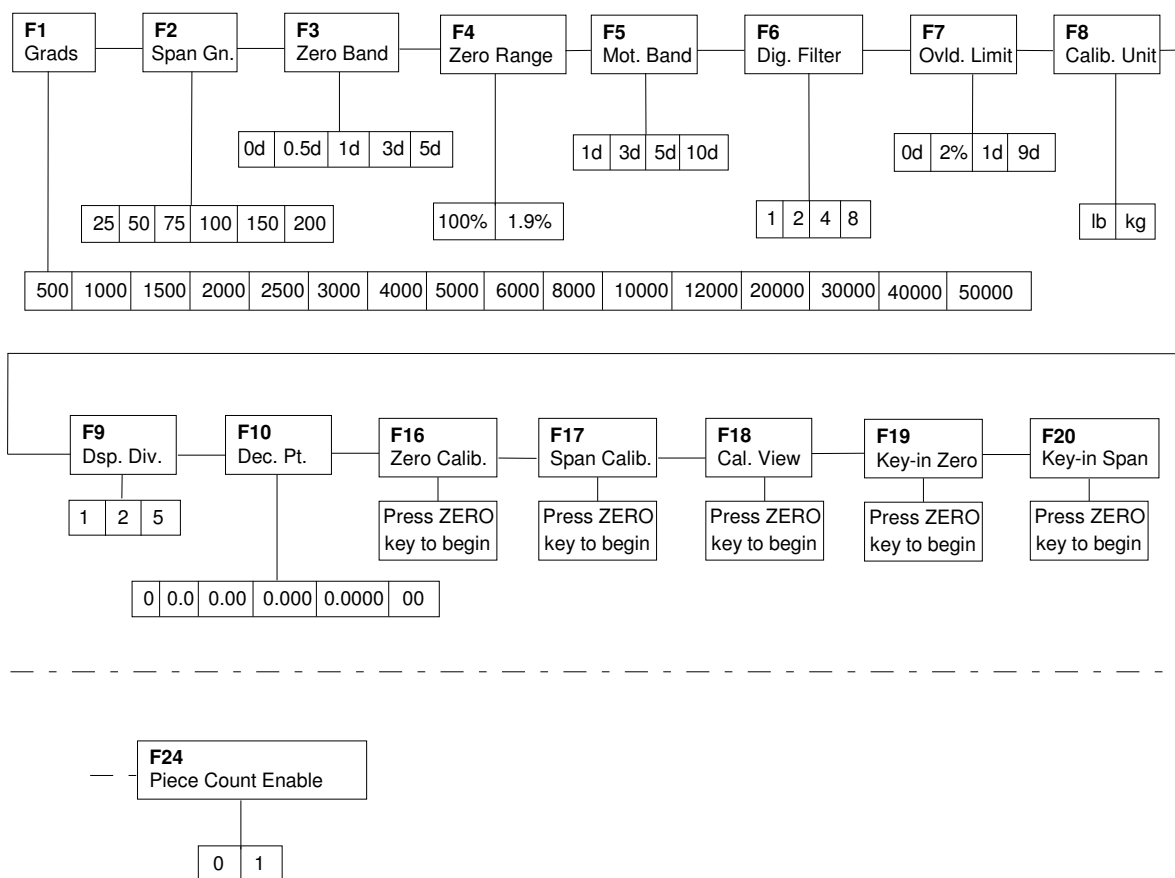 F1 F2 F3 F4 F5 F6 F7 F8
Grads Span Gn. Zero Band Zero Range Mot. Band Dig. Filter Ovld. Limit Calib. Unit
0d 0.5d 1d 3d 5d 1d 3d 5d 10d 0d 2% 1d 9d
25 50 75 100 150 200 100% 1.9% 1 2 4 8 lb kg
500 1000 1500 2000 2500 3000 4000 5000 6000 8000 10000 12000 20000 30000 40000 50000
F9 F10 F16 F17 F18 F19 F20
Dsp. Div. Dec. Pt. Zero Calib. Span Calib. Cal. View Key-in Zero Key-in Span
1 2 5 Press ZERO Press ZERO Press ZERO Press ZERO Press ZERO
key to begin key to begin key to begin key to begin key to begin
0 0.0 0.00 0.000 0.0000 00
F24
Piece Count Enable
0 1